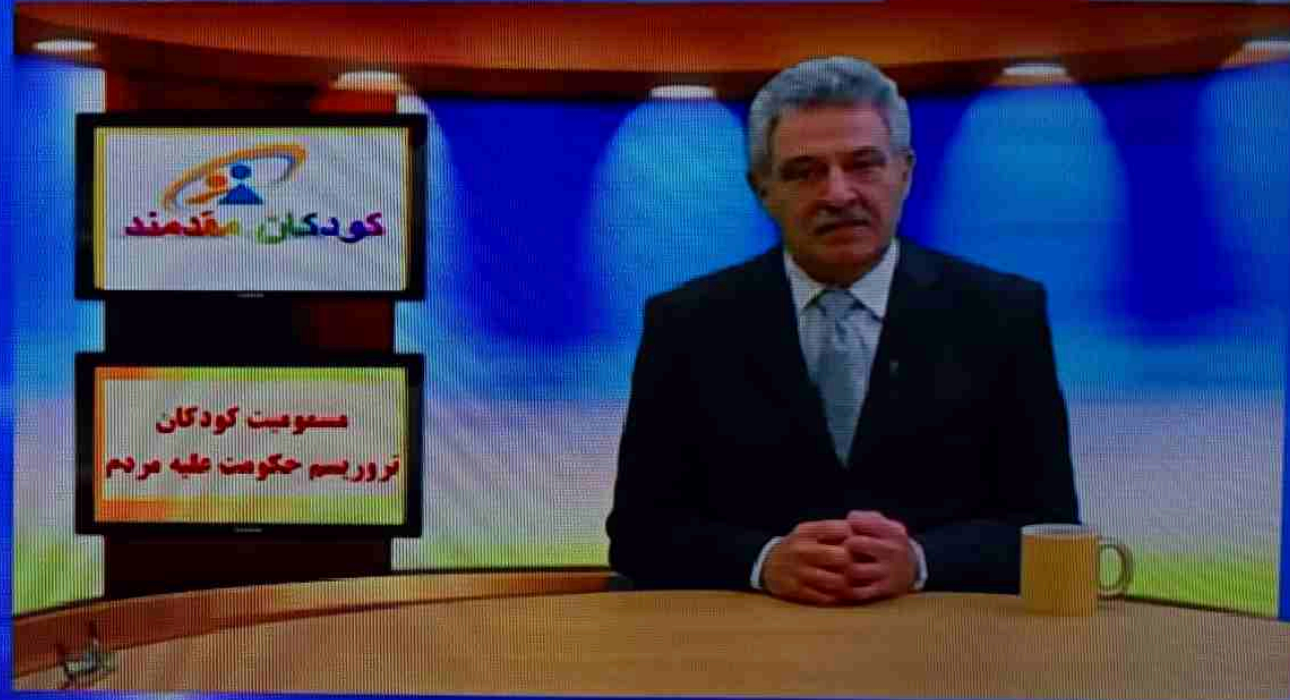 کودکان مقدمند
مسمومیت کودکان
تروریسم حکومت علیه مردم